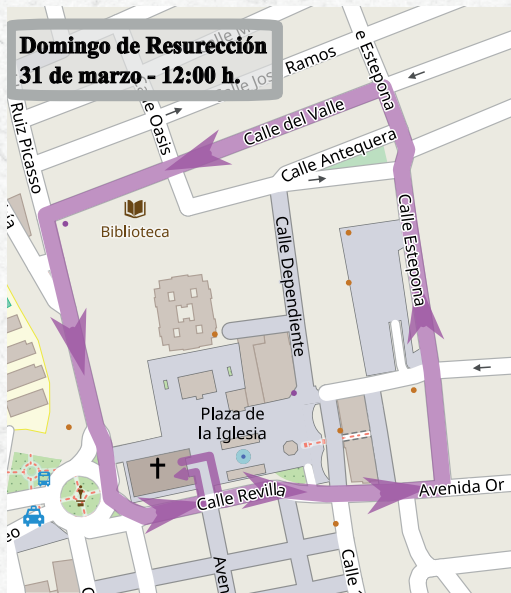 Domingo de Resurección
31 de marzo - 12:00 h.
Ramos
e Estepona
Ruiz Picasso
e Oasis
Calle del Valle
Calle Antequera
Biblioteca
Calle Dependiente
Calle Estepona
Plaza de
la Iglesia
Calle Revilla
Avenida Or
Aven
Calle